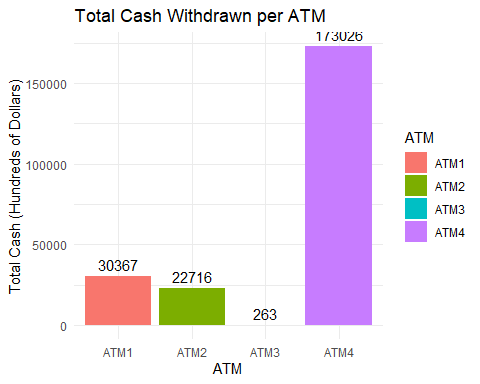 Total Cash Withdrawn per ATM
Total Cash (Hundreds of Dollars)
150000
100000
50000
0
173026
30367
22716
263
ATM1
ATM2
ATM3
ATM4
ATM
ATM
ATM1
ATM2
ATM3
ATM4